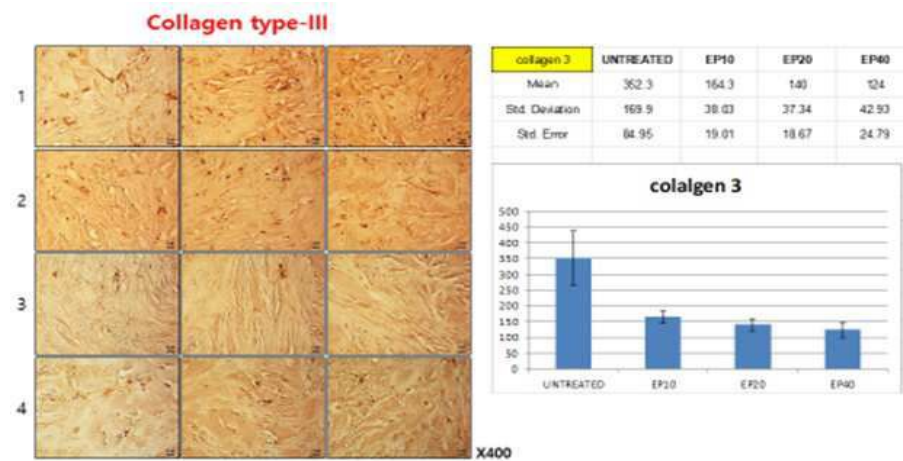 Collagen type-III
1
2
3
4
X400
collagen 3 UNTREATED EP10 EP20 EP40
Mean 352.3 164.3 140 124
Std. Deviation 169.9 38.03 37.34 42.93
Std. Error 84.95 19.01 18.67 24.79
colalgen 3
500
450
400
350
300
250
200
150
100
50
0
UNTREATED EP10 EP20 EP40